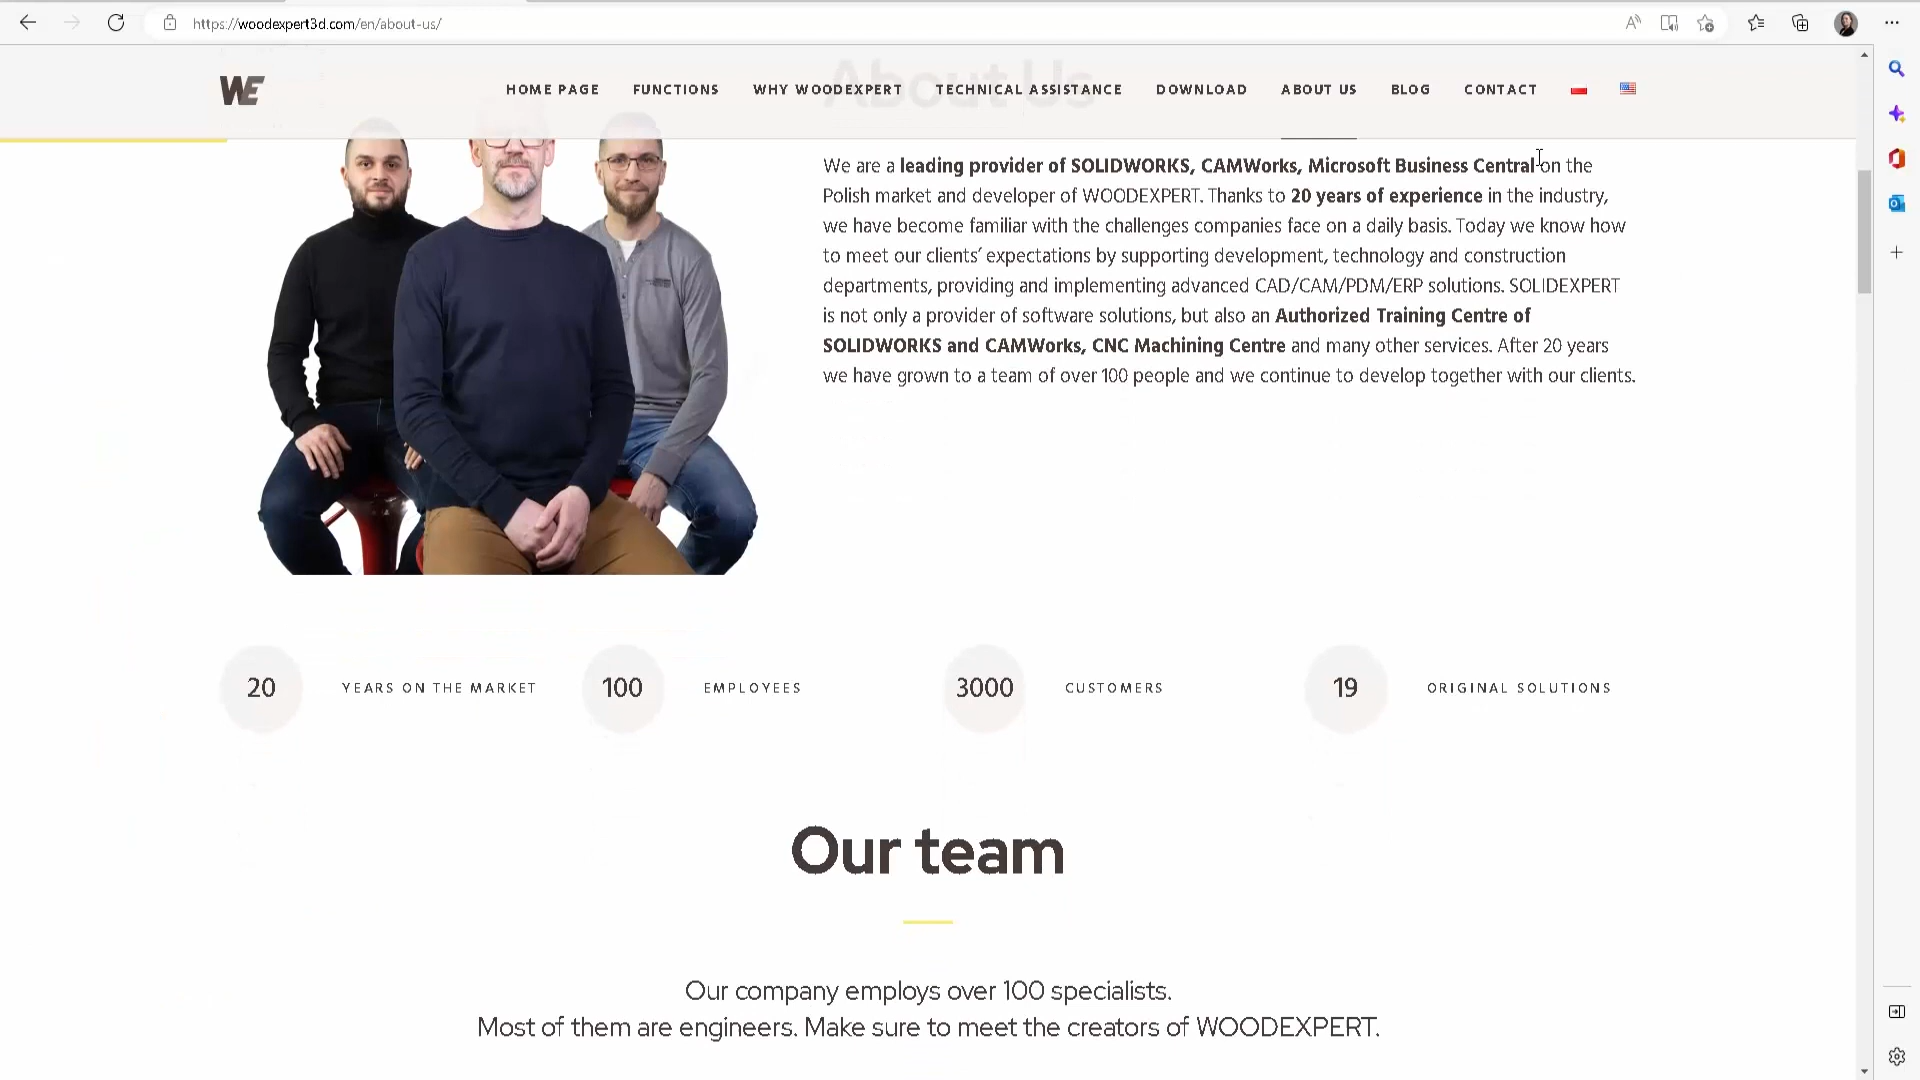 https://woodexpert3d.com/en/about-us/
About Us
WE
HOME PAGE FUNCTIONS WHY WOODEXPERT TECHNICAL ASSISTANCE DOWNLOAD ABOUT US BLOG CONTACT
We are a leading provider of SOLIDWORKS, CAMWorks, Microsoft Business Central on the
Polish market and developer of WOODEXPERT. Thanks to 20 years of experience in the industry,
we have become familiar with the challenges companies face on a daily basis. Today we know how
to meet our clients’ expectations by supporting development, technology and construction
departments, providing and implementing advanced CAD/CAM/PDM/ERP solutions. SOLIDEXPERT
is not only a provider of software solutions, but also an Authorized Training Centre of
SOLIDWORKS and CAMWorks, CNC Machining Centre and many other services. After 20 years
we have grown to a team of over 100 people and we continue to develop together with our clients.
20 YEARS ON THE MARKET 100 EMPLOYEES 3000 CUSTOMERS 19 ORIGINAL SOLUTIONS
Our team
Our company employs over 100 specialists.
Most of them are engineers. Make sure to meet the creators of WOODEXPERT.